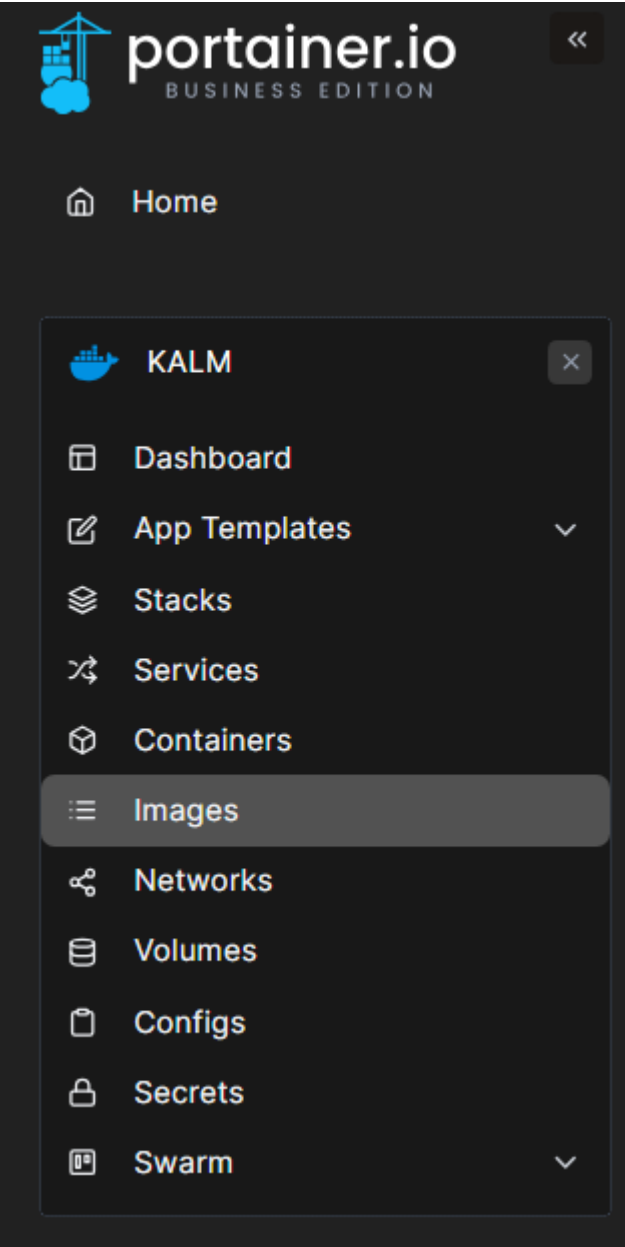 portainer.io
BUSINESS EDITION
Home
KALM
Dashboard
App Templates
Stacks
Services
Containers
Images
Networks
Volumes
Configs
Secrets
Swarm